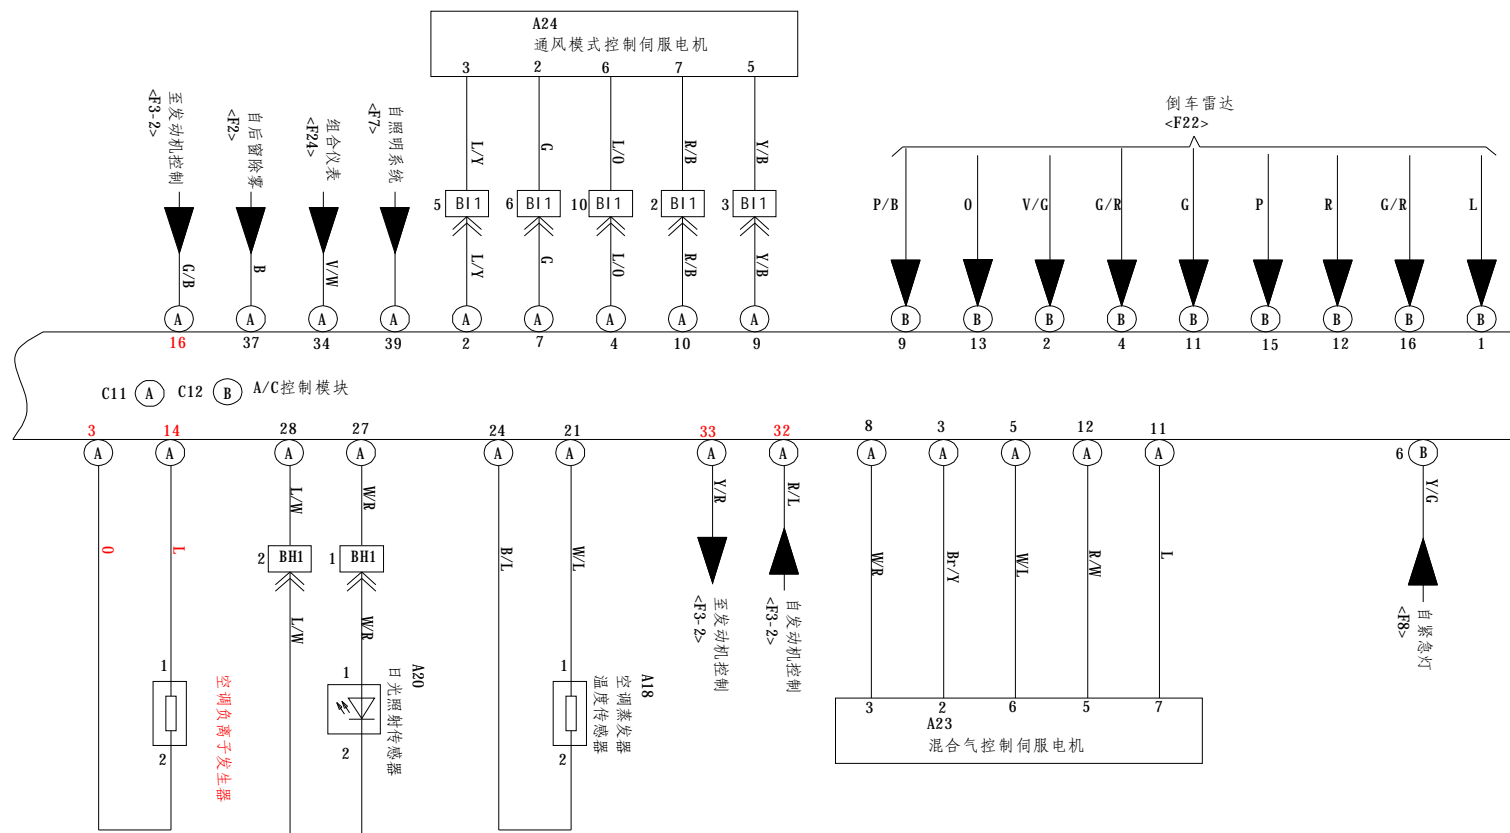 A24
通风模式控制伺服电机
3 2 6 7 5
至发动机控制
<F3-2>
自后窗除雾
<F2>
组合仪表
<F24>
自照明系统
<F7>
倒车雷达
<F22>
L/Y G L/O R/B Y/B
5 BI1 6 BI1 10 BI1 2 BI1 3 BI1
P/B O V/G G/R G P R G/R L
G/B B V/W L/Y G L/O R/B Y/B
A A A A A A A A A B B B B B B B B B
16 37 34 39 2 7 4 10 9 9 13 2 4 11 15 12 16 1
C11 A C12 B A/C控制模块
3 14 28 27 24 21 33 32 8 3 5 12 11
A A A A A A A A A A A A A 6 B
L/W W/R Y/R R/L Y/G
O L 2 BH1 1 BH1 B/L W/L W/R Br/Y W/L R/W L
L/W W/R
至发动机控制
<F3-2>
自发动机控制
<F3-2>
自紧急灯
<F8>
1
2
空调负离子发生器
1
2
A20
日光照射传感器
1
2
A18
空调蒸发器
温度传感器
3 2 6 5 7
A23
混合气控制伺服电机